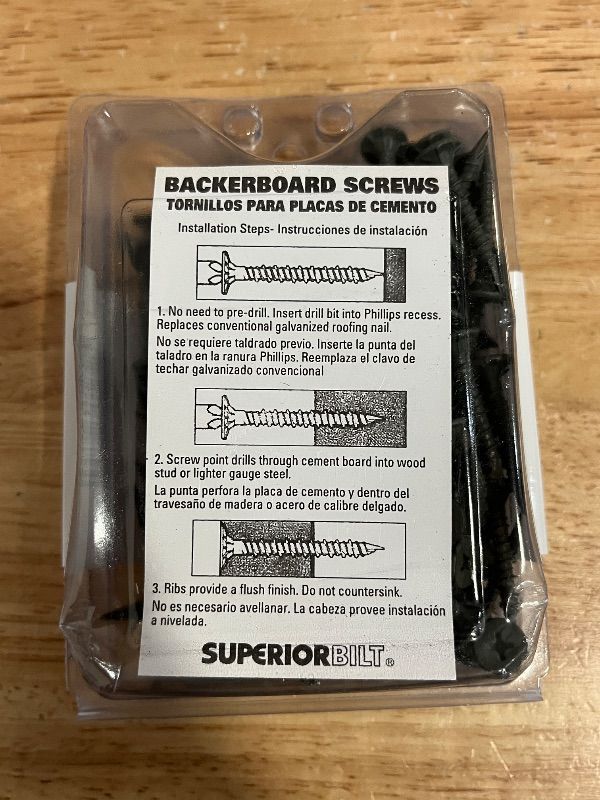 BACKERBOARD SCREWS
TORNILLOS PARA PLACAS DE CEMENTO
Installation Steps- Instrucciones de instalación
1. No need to pre-drill. Insert drill bit into Phillips recess.
Replaces conventional galvanized roofing nail.
No se requiere taldrado previo. Inserte la punta del
taladro en la ranura Phillips. Reemplaza el clavo de
techar galvanizado convencional
2. Screw point drills through cement board into wood
stud or lighter gauge steel.
La punta perfora la placa de cemento y dentro del
travesaño de madera o acero de calibre delgado.
3. Ribs provide a flush finish. Do not countersink.
No es necesario avellanar. La cabeza provee instalación
a nivelada.
SUPERIORBILT®